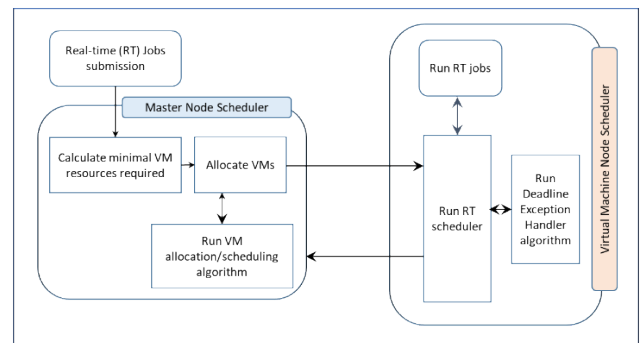 Real-time (RT) Jobs
submission
Master Node Scheduler
Calculate minimal VM
resources required
Allocate VMs
Run VM
allocation/scheduling
algorithm
Run RT jobs
Run RT
scheduler
Run
Deadline
Exception
Handler
algorithm
Virtual Machine Node Scheduler